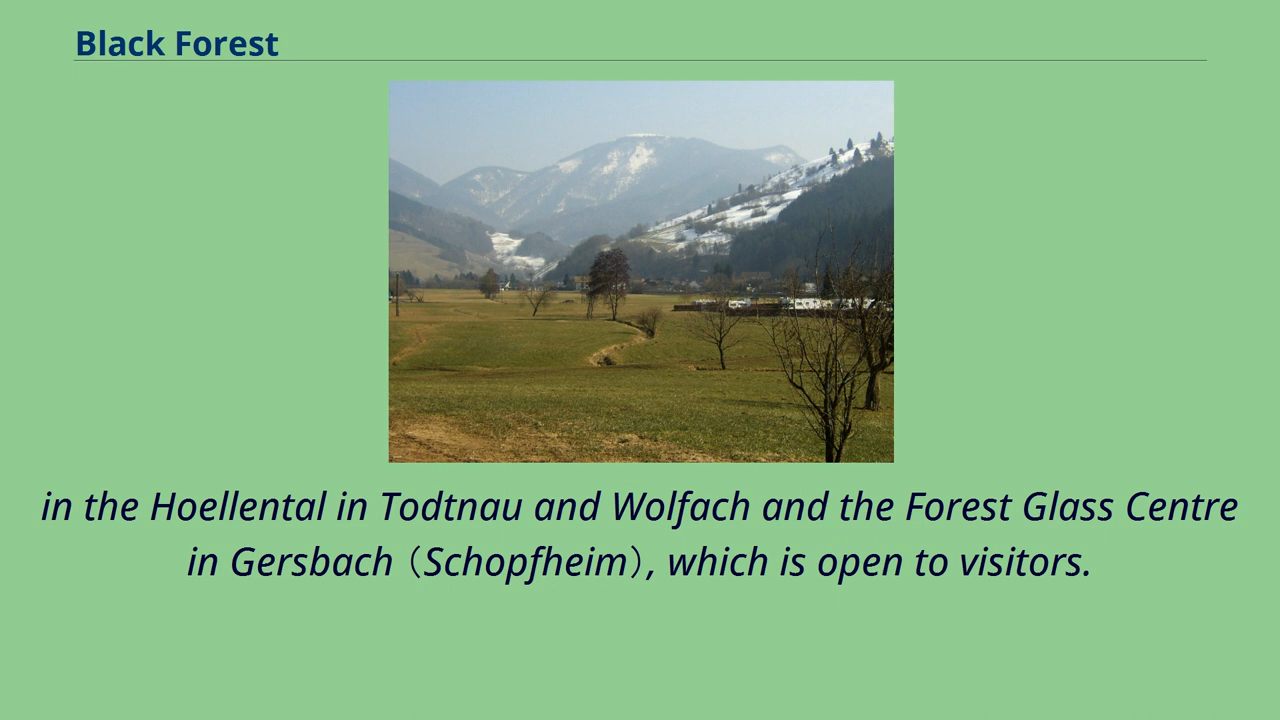 Black Forest
in the Hoellental in Todtnau and Wolfach and the Forest Glass Centre
in Gersbach（Schopfheim）, which is open to visitors.